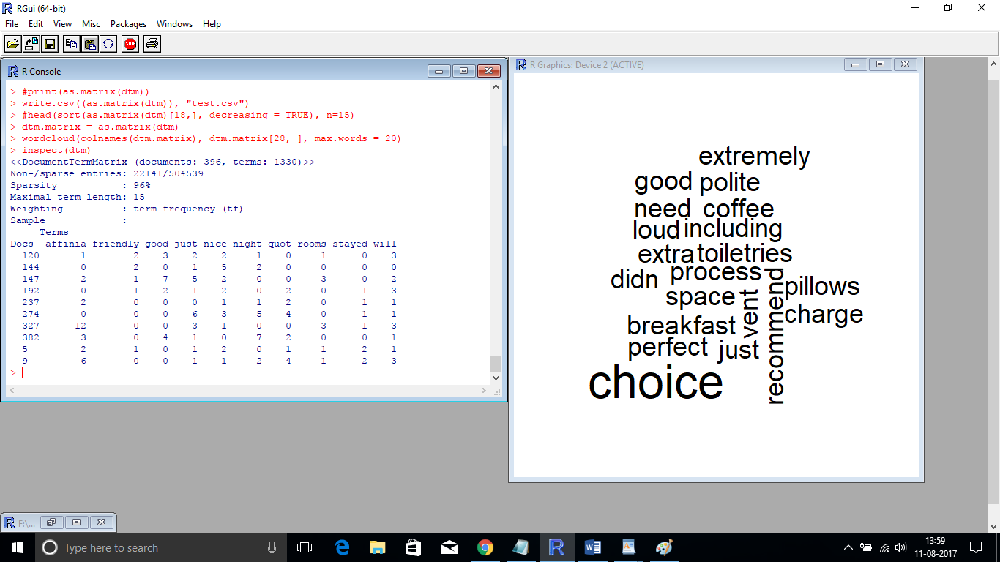 RGui (64-bit)
File Edit View Misc Packages Windows Help
STOP
R Console
> #print(as.matrix(dtm))
> write.csv((as.matrix(dtm)), "test.csv")
> #head(sort(as.matrix(dtm)[18,], decreasing = TRUE), n=15)
> dtm.matrix = as.matrix(dtm)
> wordcloud(colnames(dtm.matrix), dtm.matrix[28, ], max.words = 20)
> inspect(dtm)
<<DocumentTermMatrix (documents: 396, terms: 1330)>>
Non-/sparse entries: 22141/504539
Sparsity           : 96%
Maximal term length: 15
Weighting          : term frequency (tf)
Sample             :
Terms
Docs affinia friendly good just nice night quot rooms stayed will
120 1 2 3 2 2 1 0 1 0 3
144 0 2 0 1 5 2 0 0 0 0
147 2 1 7 5 2 0 0 3 0 2
192 0 1 2 1 2 0 2 0 1 3
237 2 0 0 0 1 1 2 0 1 1
274 0 0 0 6 3 5 4 0 1 1
327 12 0 0 3 1 0 0 3 1 3
382 3 0 4 1 0 7 2 0 0 1
5 2 1 0 1 2 0 1 1 2 1
9 6 0 0 1 1 2 4 1 2 3
>
R Graphics: Device 2 (ACTIVE)
extremely
good polite
need coffee
loud including
extra toiletries
didn process
pillows
space
vent
recommend
charge
breakfast
perfect just
choice
F:\...
Type here to search
13:59
11-08-2017